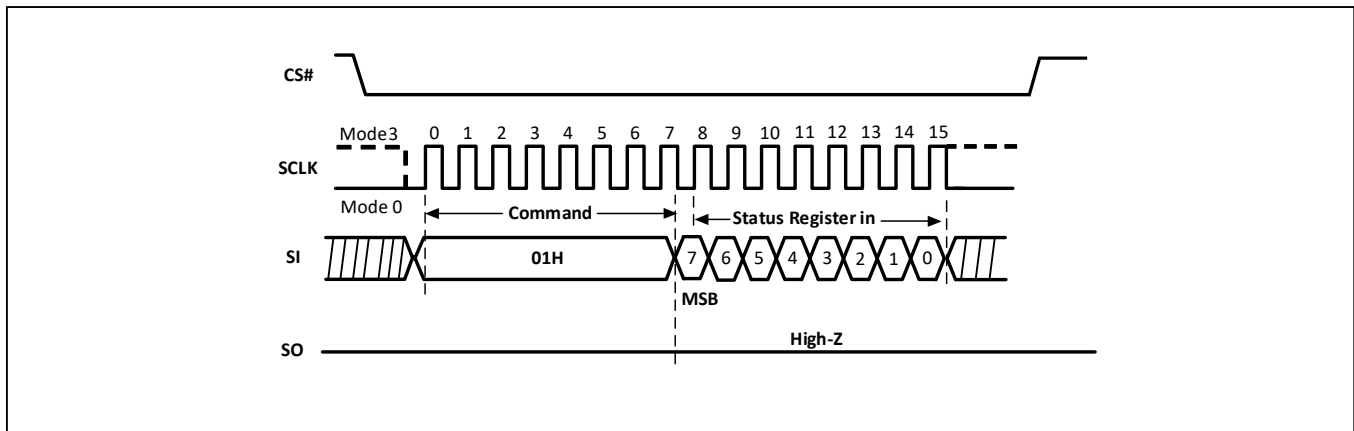 CS#
Mode3 0 1 2 3 4 5 6 7 8 9 10 11 12 13 14 15
SCLK
Mode 0
Command
Status Register in
SI
01H
7 6 5 4 3 2 1 0
MSB
High-Z
SO